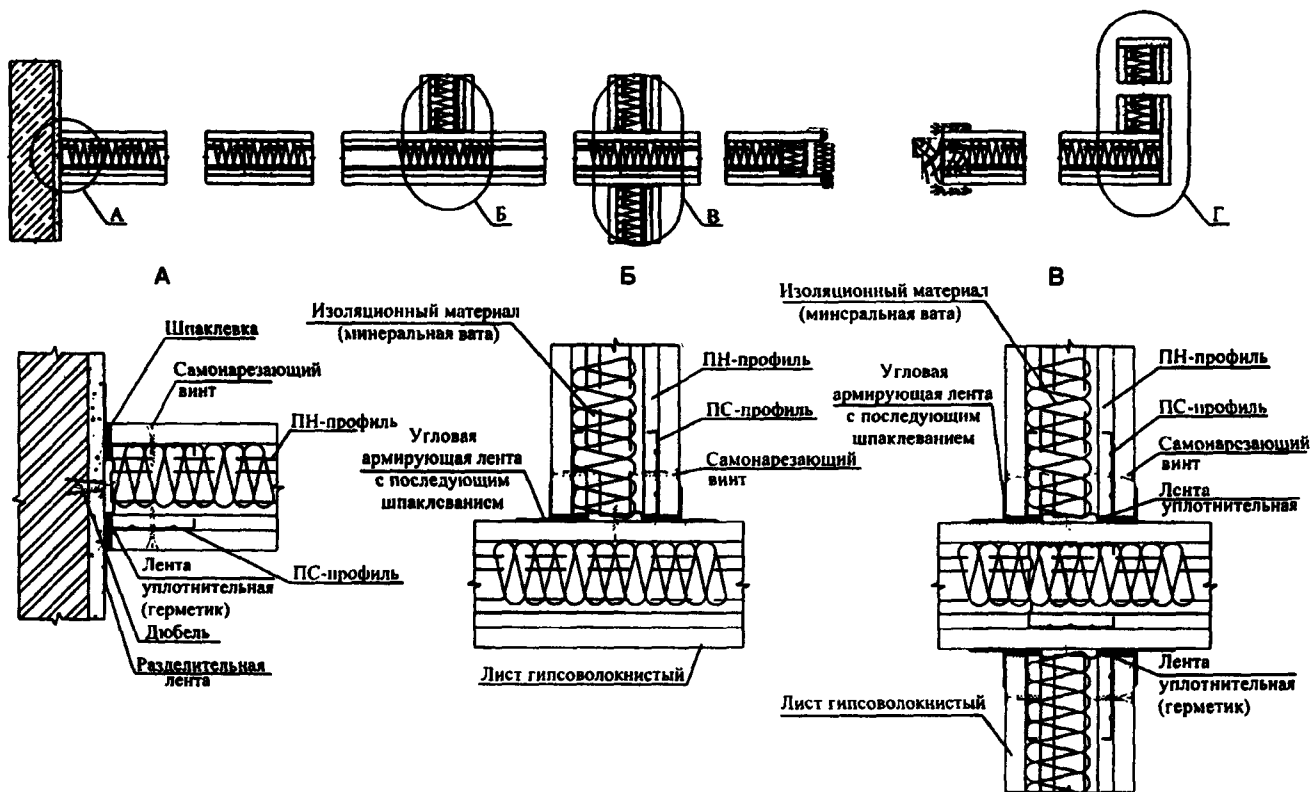 А
Б
В
Г
А
Б
В
Шпаклевка
Самонарезающий
винт
ПН-профиль
ПС-профиль
Лента
уплотнительная
(герметик)
Дюбель
Разделительная
лента
Изоляционный материал
(минеральная вата)
ПН-профиль
ПС-профиль
Самонарезающий
винт
Угловая
армирующая лента
с последующим
шпаклеванием
Лист гипсоволокнистый
Изоляционный материал
(минеральная вата)
ПН-профиль
ПС-профиль
Самонарезающий
винт
Лента
уплотнительная
Угловая
армирующая лента
с последующим
шпаклеванием
Лента
уплотнительная
(герметик)
Лист гипсоволокнистый